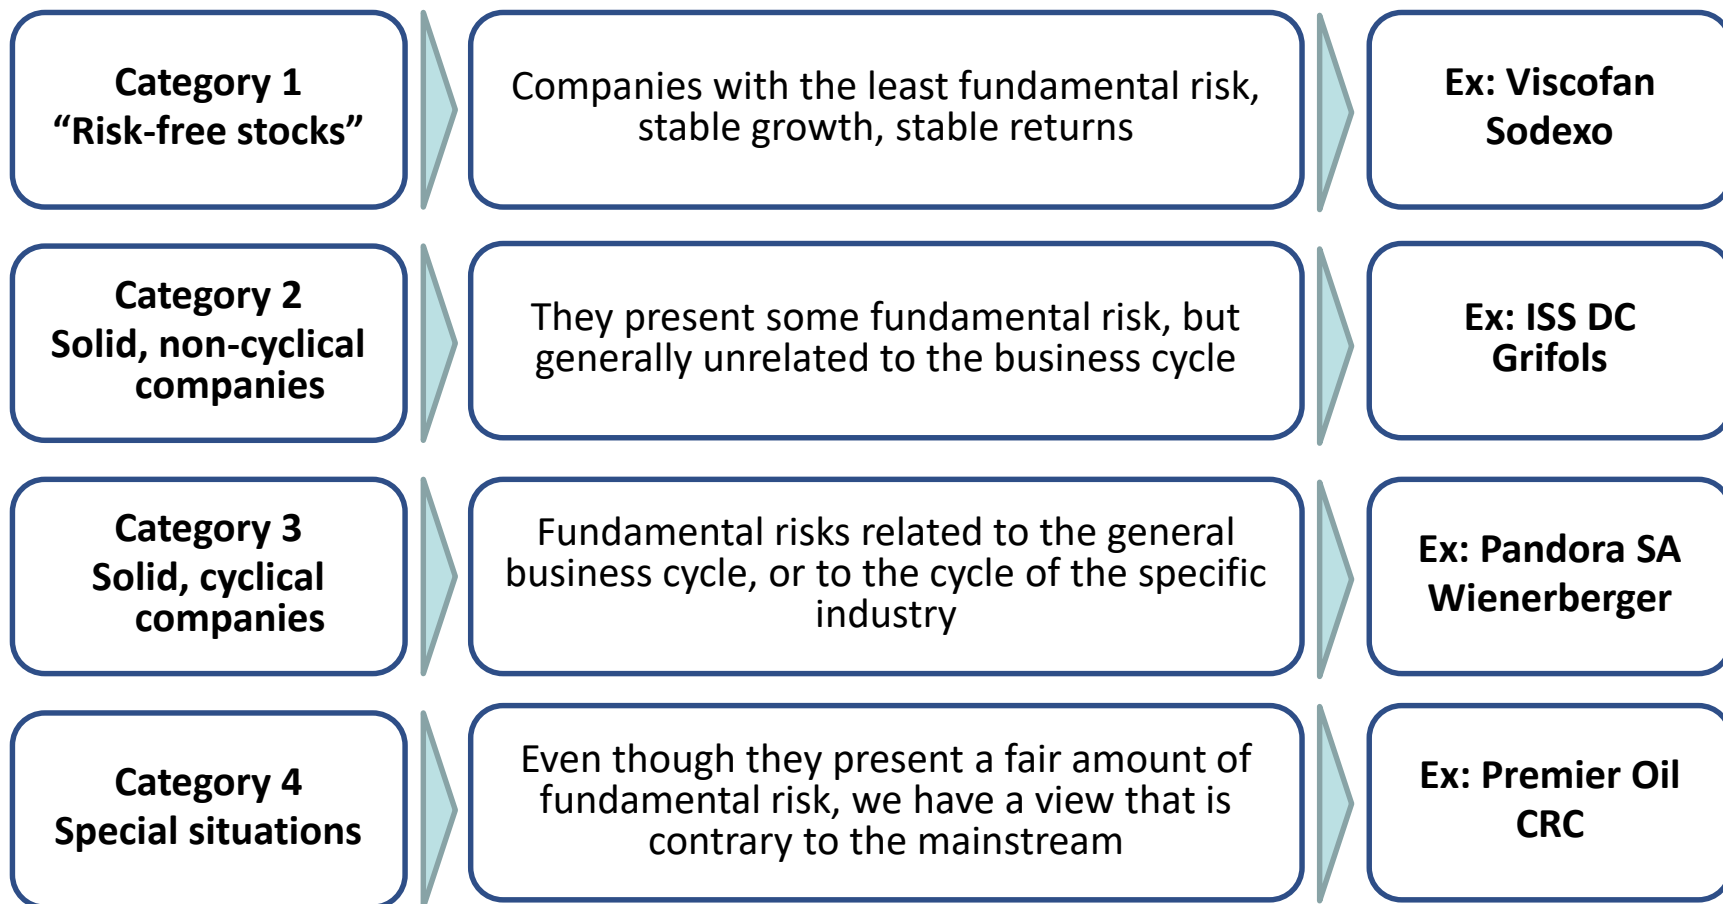 Category 1
“Risk-free stocks”
Companies with the least fundamental risk,
stable growth, stable returns
Ex: Viscofan
Sodexo
Category 2
Solid, non-cyclical
companies
They present some fundamental risk, but
generally unrelated to the business cycle
Ex: ISS DC
Grifols
Category 3
Solid, cyclical
companies
Fundamental risks related to the general
business cycle, or to the cycle of the specific
industry
Ex: Pandora SA
Wienerberger
Category 4
Special situations
Even though they present a fair amount of
fundamental risk, we have a view that is
contrary to the mainstream
Ex: Premier Oil
CRC